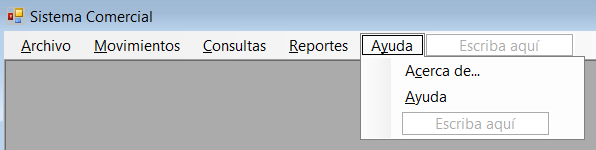 Sistema Comercial
Archivo Movimientos Consultas Reportes Ayuda Escriba aquí
Acerca de...
Ayuda
Escriba aquí